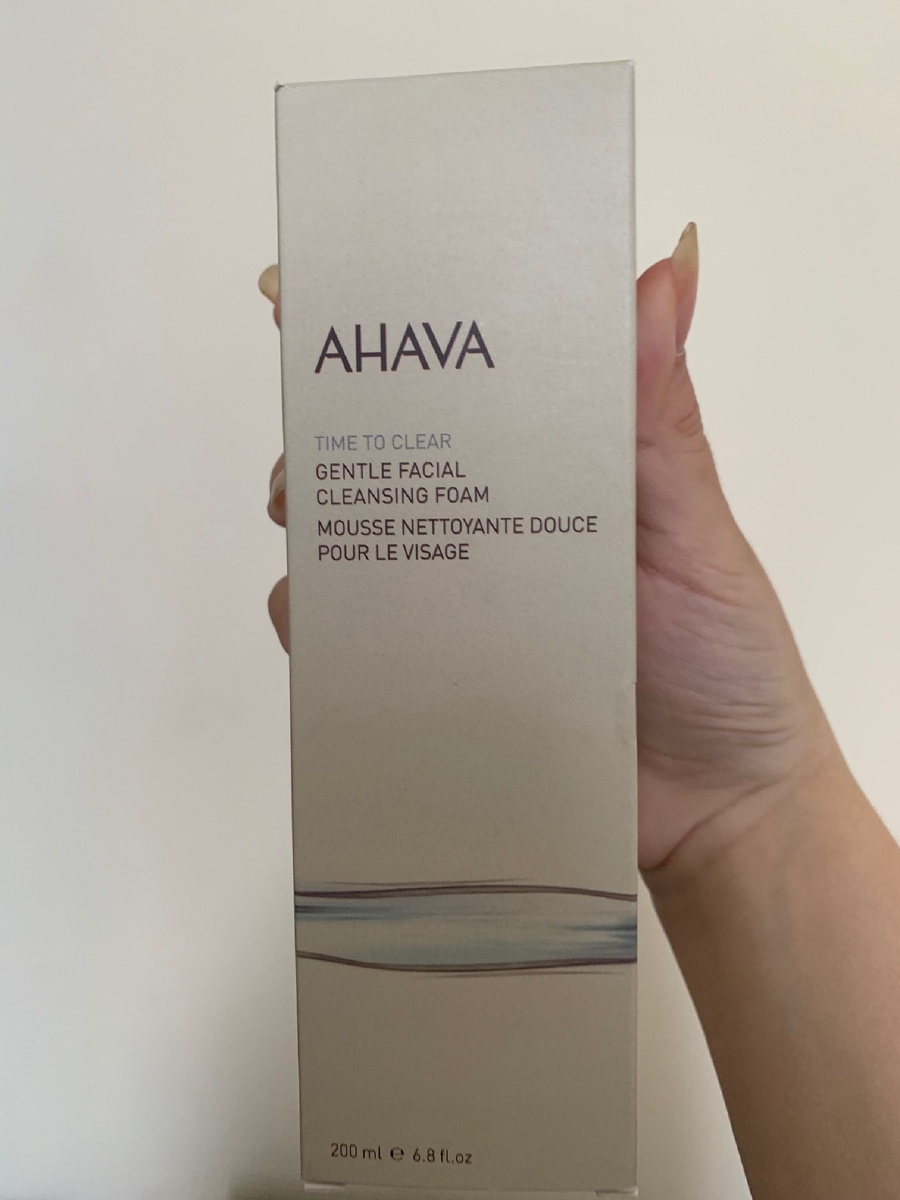 AHAVA
TIME TO CLEAR
GENTLE FACIAL
CLEANSING FOAM
MOUSSE NETTOYANTE DOUCE
POUR LE VISAGE
200 ml ℮ 6.8 fl.oz